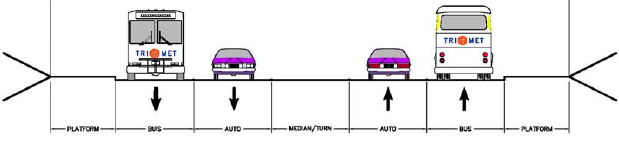 TRI MET
TRI MET
PLATFORM BUS AUTO MEDIAN/TURN AUTO BUS PLATFORM